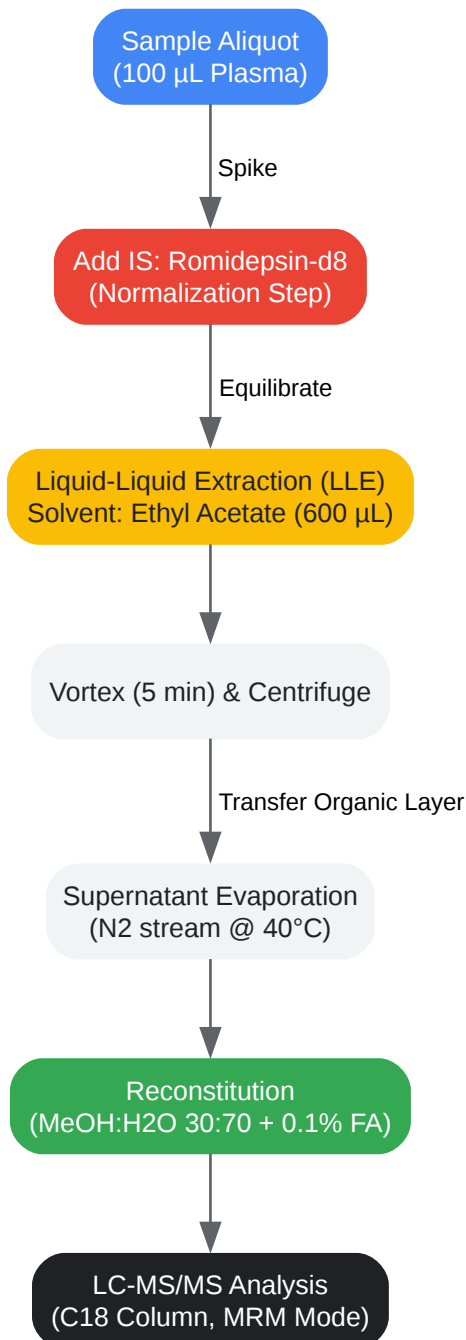 Sample Aliquot
(100 µL Plasma)
Spike
Add IS: Romidepsin-d8
(Normalization Step)
Equilibrate
Liquid-Liquid Extraction (LLE)
Solvent: Ethyl Acetate (600 µL)
Vortex (5 min) & Centrifuge
Transfer Organic Layer
Supernatant Evaporation
(N2 stream @ 40°C)
Reconstitution
(MeOH:H2O 30:70 + 0.1% FA)
LC-MS/MS Analysis
(C18 Column, MRM Mode)